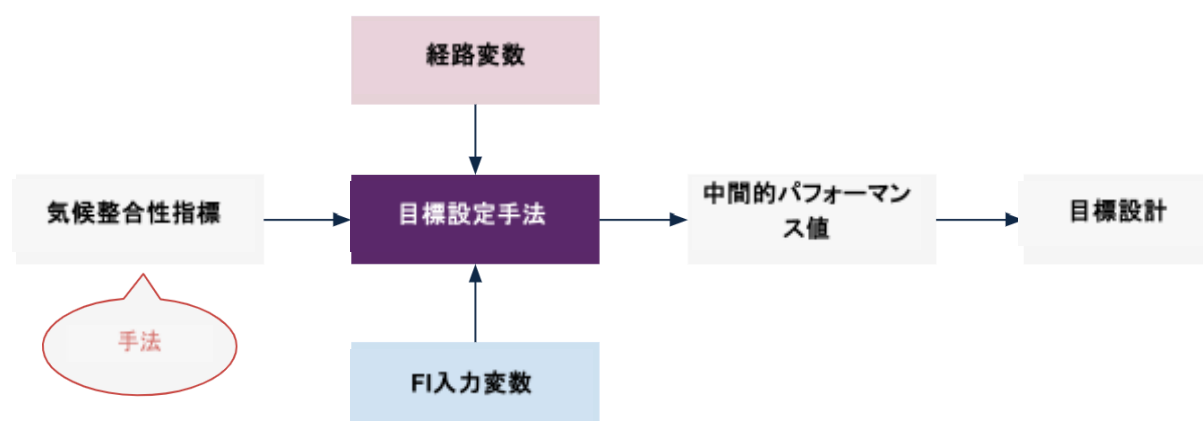 経路変数
気候整合性指標
目標設定手法
中間的パフォーマン
ス値
目標設計
手法
FI入力変数